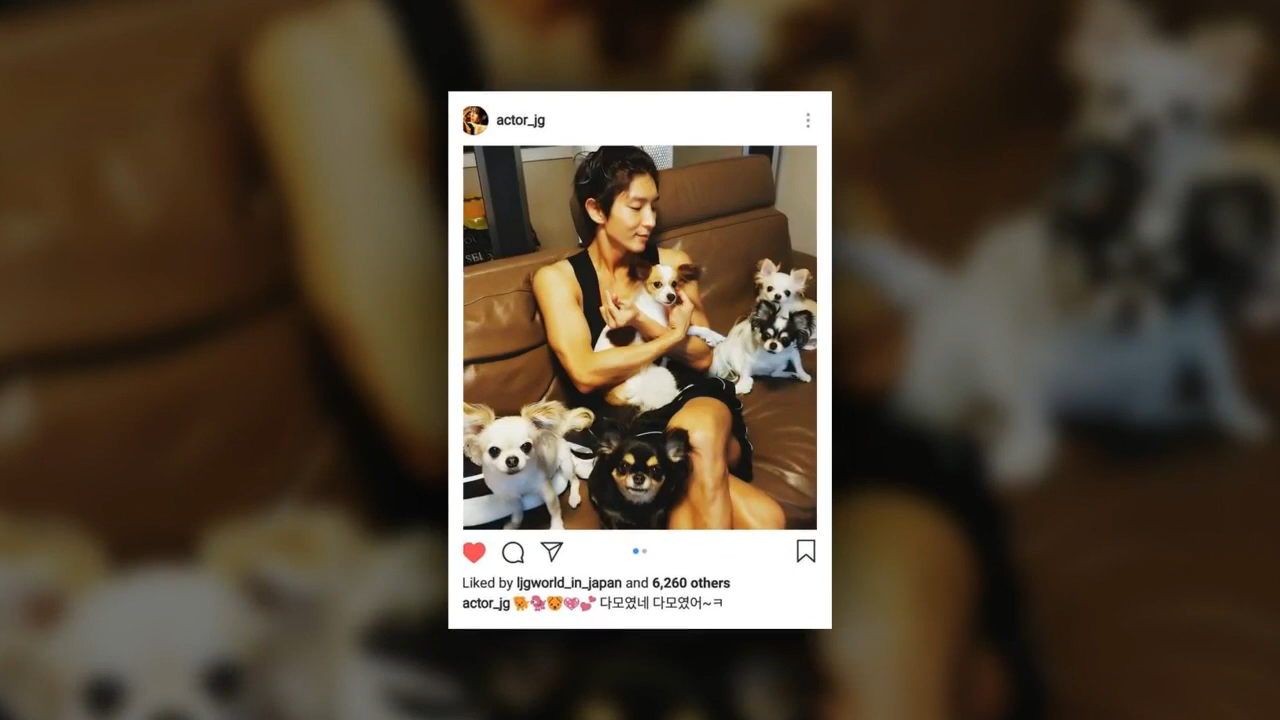 actor_jg
Liked by ljgworld_in_japan and 6,260 others
actor_jg 🐕🐩🐻💖💕 다모였네 다모였어~ㅋ